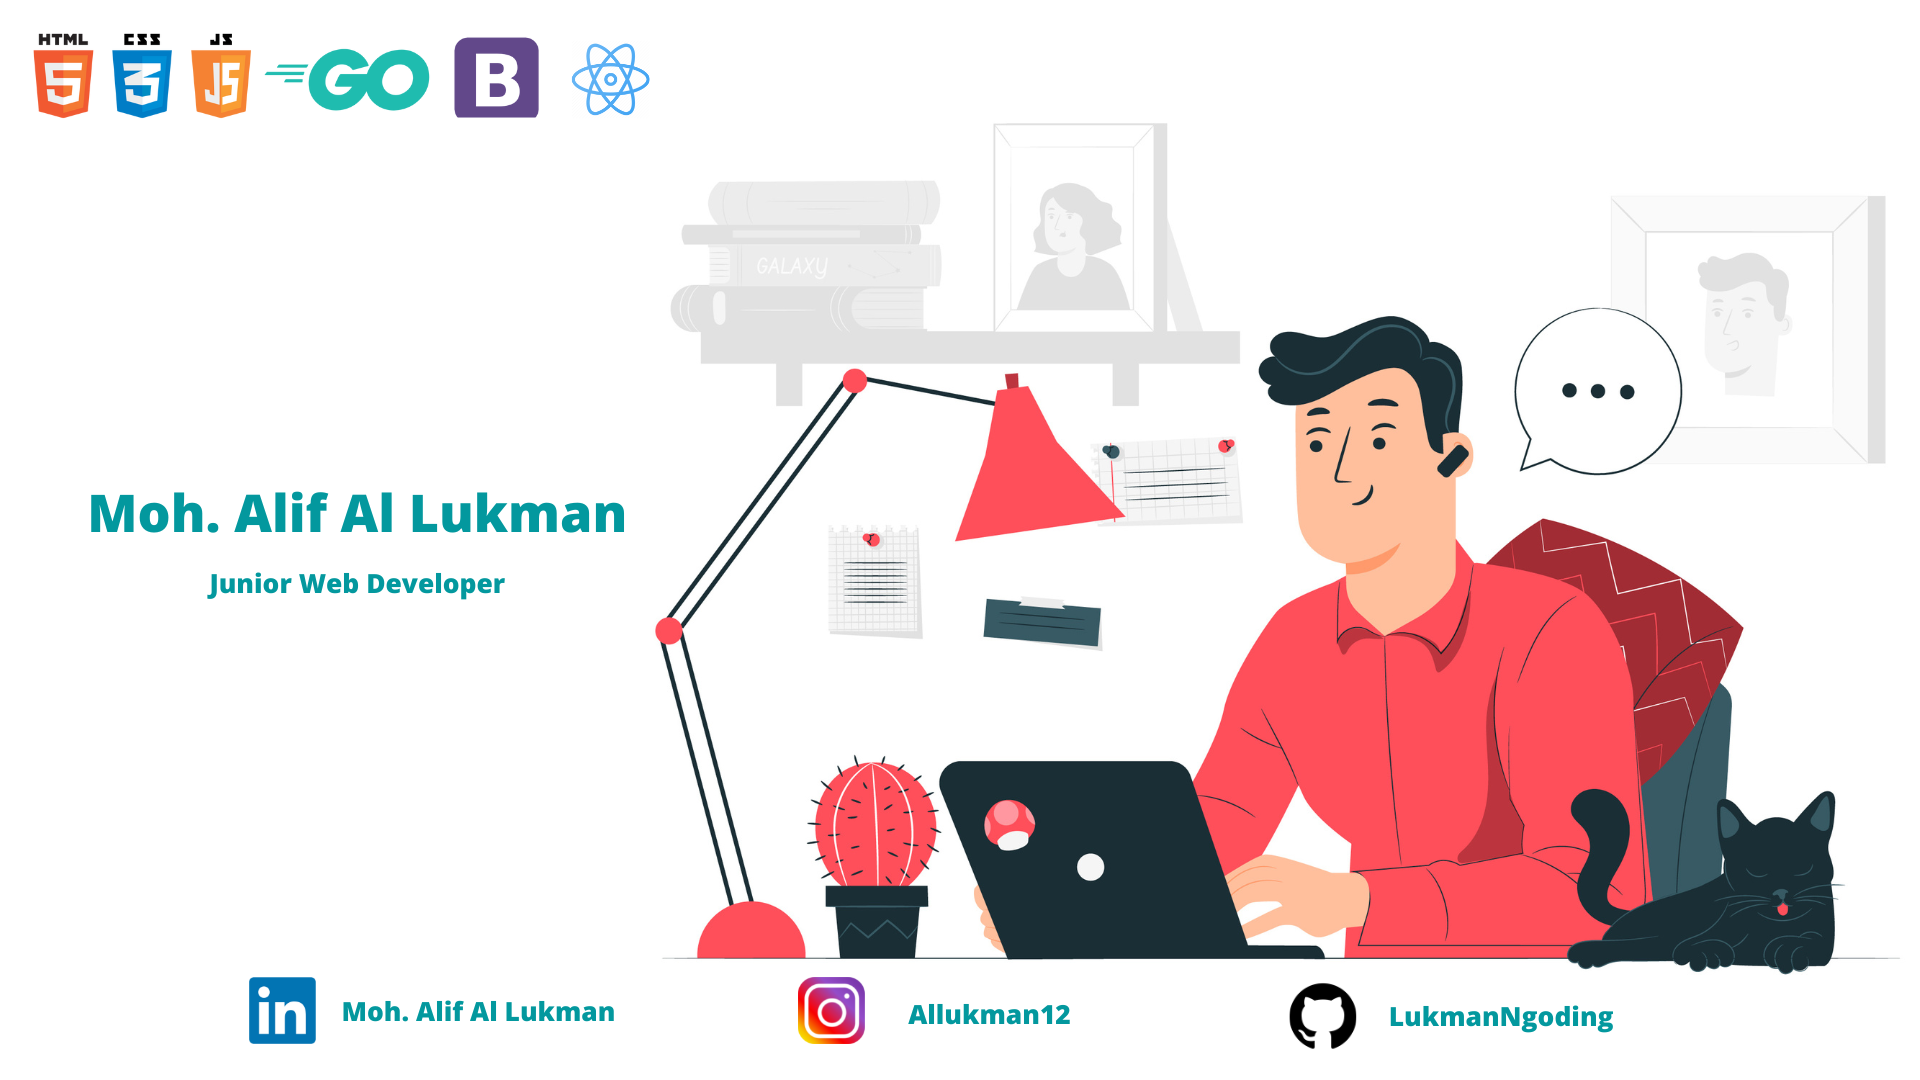 HTML CSS JS
5 3 JS GO B
GALAXY
Moh. Alif Al Lukman
Junior Web Developer
in Moh. Alif Al Lukman
Allukman12
LukmanNgoding